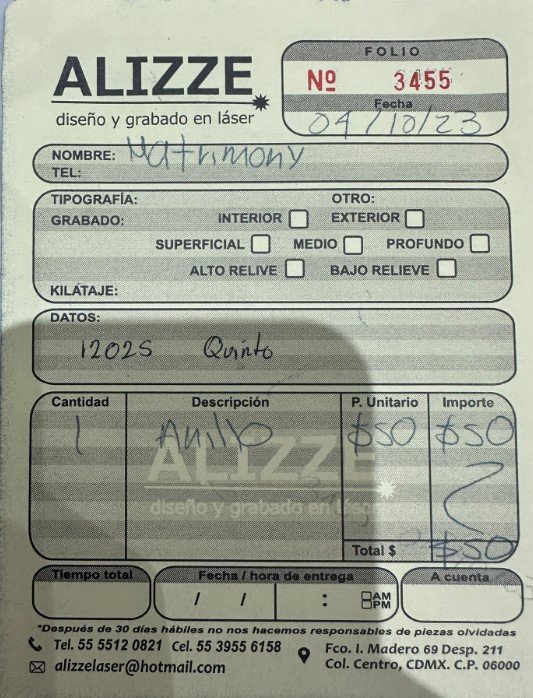 ALIZZE
diseño y grabado en láser
FOLIO
Nº 3455
Fecha
04/10/23
NOMBRE: Matrimony
TEL:
TIPOGRAFÍA: OTRO:
GRABADO: INTERIOR EXTERIOR
SUPERFICIAL MEDIO PROFUNDO
ALTO RELIVE BAJO RELIEVE
KILÁTAJE:
DATOS:
12025 Quinto
Cantidad Descripción P. Unitario Importe
1 Anillo $50 $50
ALIZZE
diseño y grabado en láser
Total $ $50
Tiempo total Fecha / hora de entrega A cuenta
/ / : AM
PM
*Después de 30 días hábiles no nos hacemos responsables de piezas olvidadas
Tel. 55 5512 0821 Cel. 55 3955 6158
alizzelaser@hotmail.com
Fco. I. Madero 69 Desp. 211
Col. Centro, CDMX. C.P. 06000